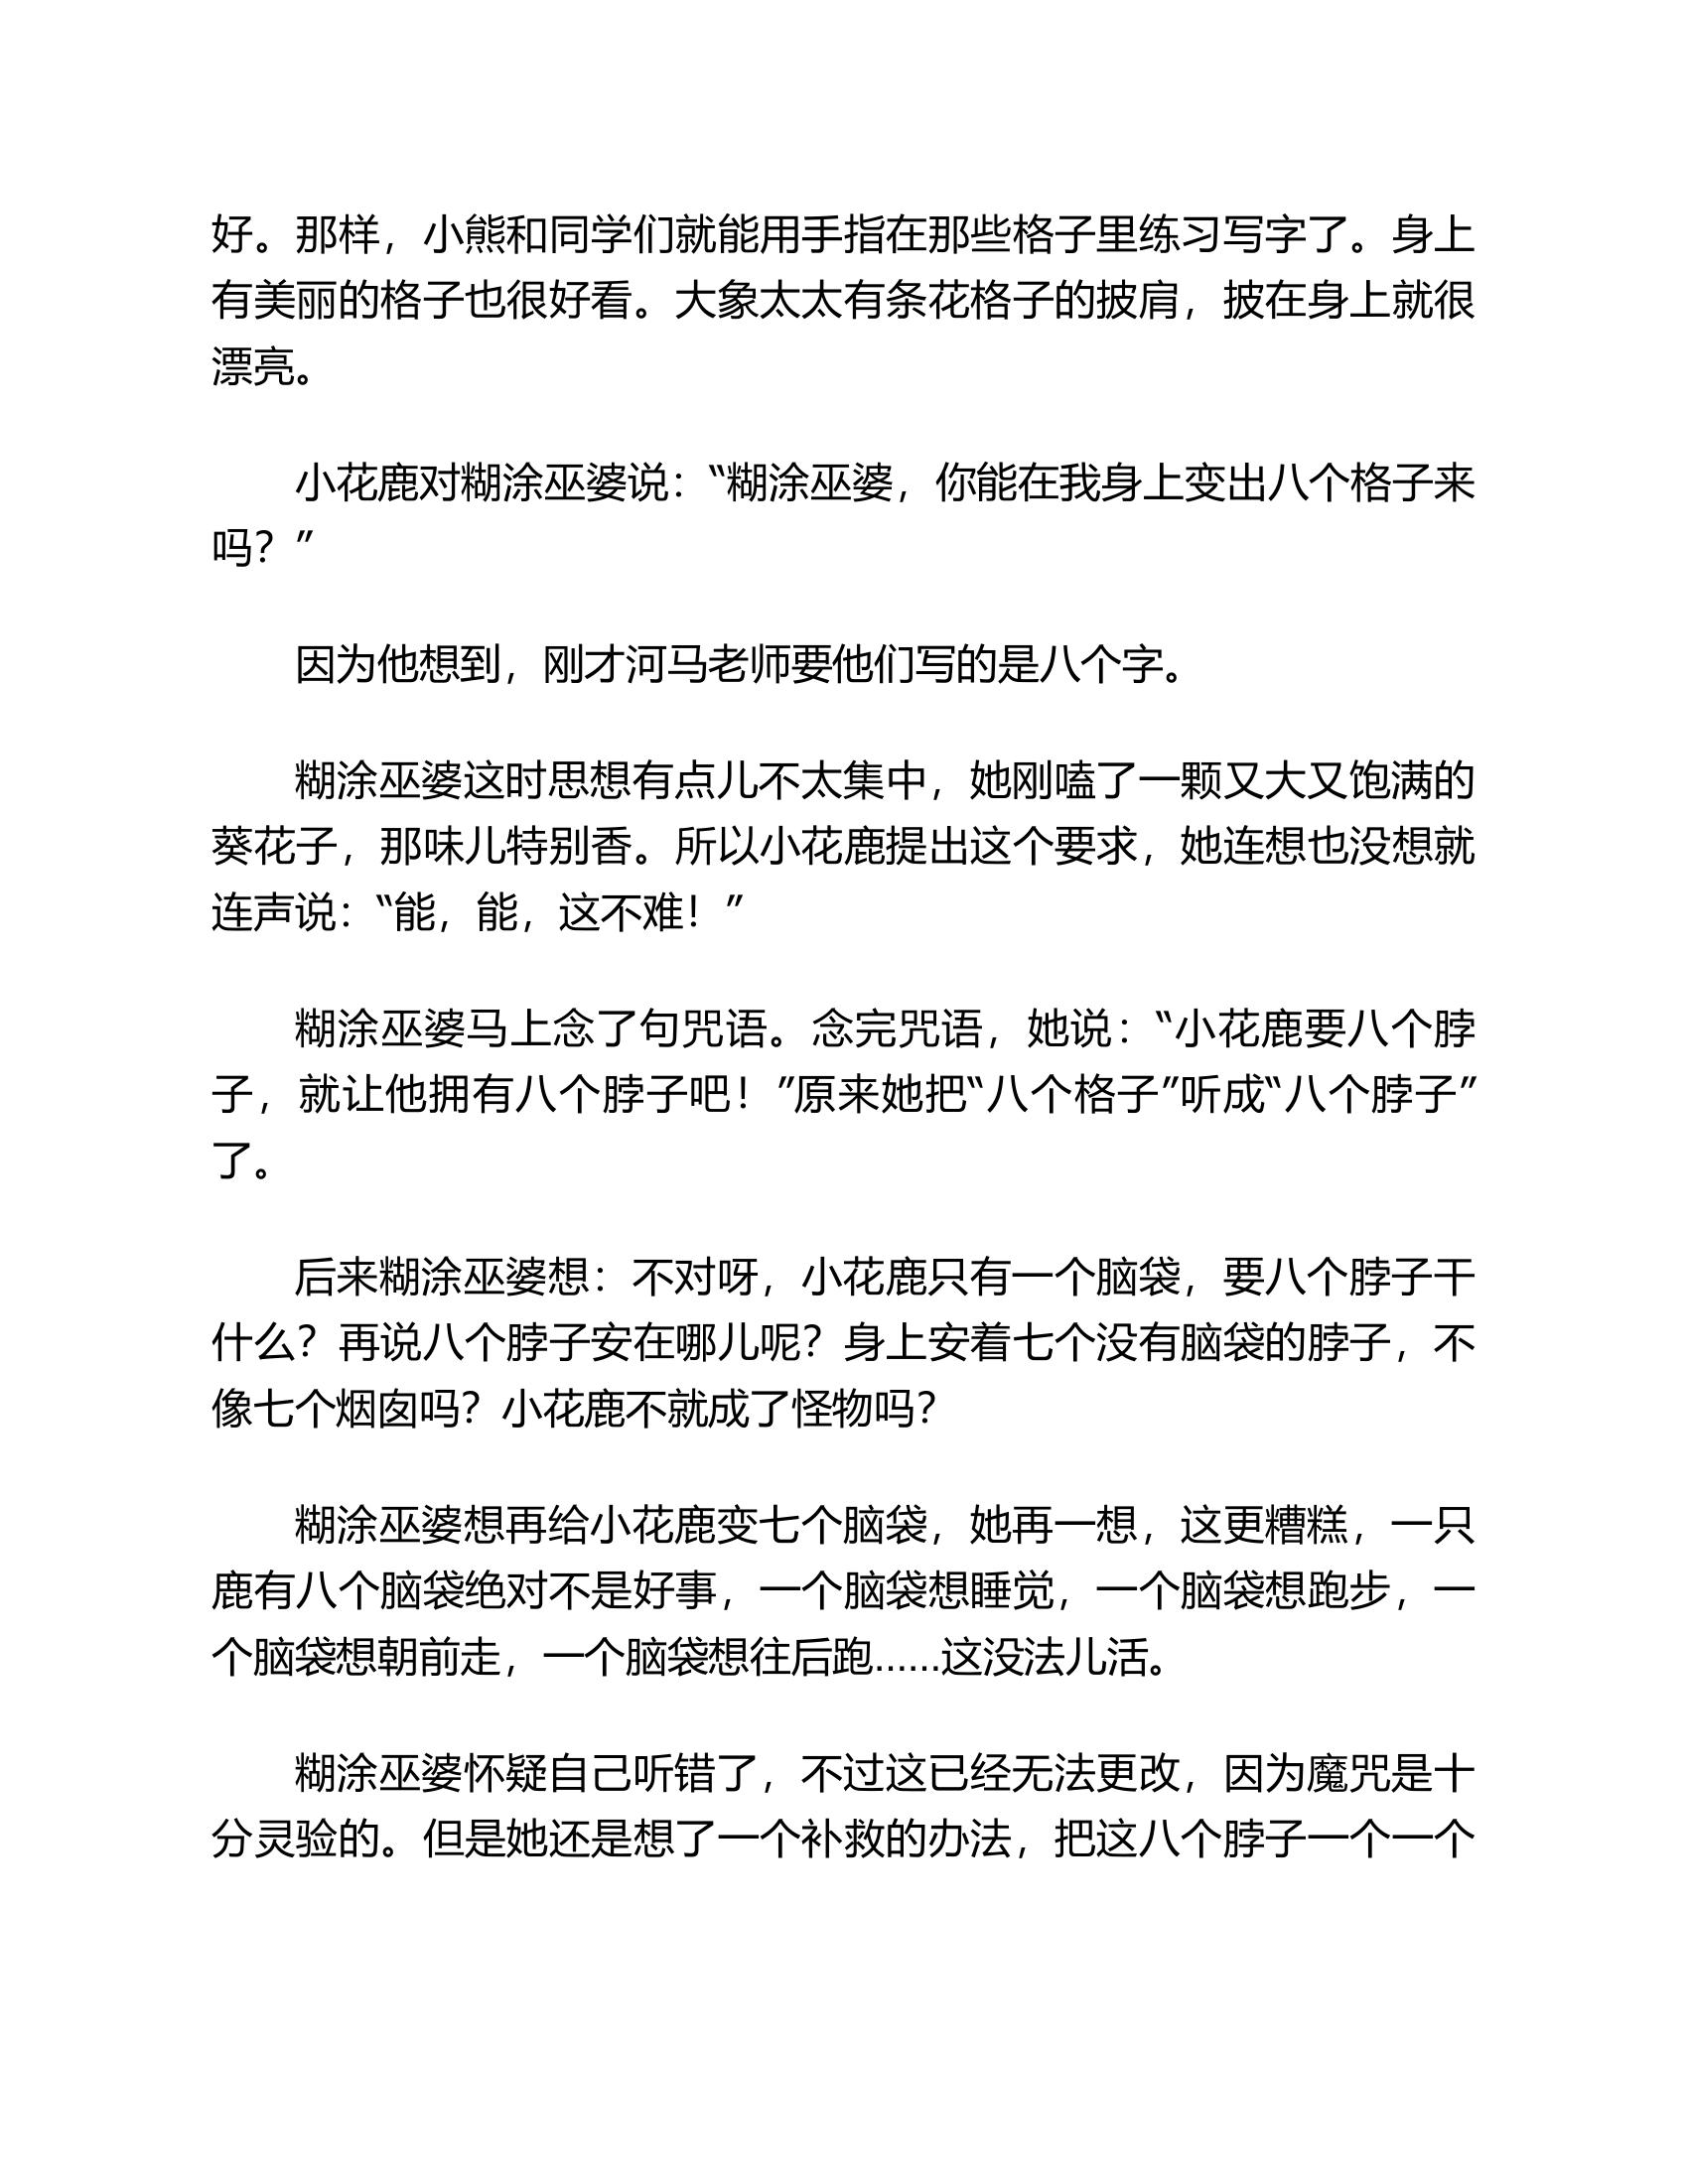 好。那样，小熊和同学们就能用手指在那些格子里练习写字了。身上
有美丽的格子也很好看。大象太太有条花格子的披肩，披在身上就很
漂亮。
小花鹿对糊涂巫婆说：“糊涂巫婆，你能在我身上变出八个格子来
吗？”
因为他想到，刚才河马老师要他们写的是八个字。
糊涂巫婆这时思想有点儿不太集中，她刚嗑了一颗又大又饱满的
葵花子，那味儿特别香。所以小花鹿提出这个要求，她连想也没想就
连声说：“能，能，这不难！”
糊涂巫婆马上念了句咒语。念完咒语，她说：“小花鹿要八个脖
子，就让他拥有八个脖子吧！”原来她把“八个格子”听成“八个脖子”
了。
后来糊涂巫婆想：不对呀，小花鹿只有一个脑袋，要八个脖子干
什么？再说八个脖子安在哪儿呢？身上安着七个没有脑袋的脖子，不
像七个烟囱吗？小花鹿不就成了怪物吗？
糊涂巫婆想再给小花鹿变七个脑袋，她再一想，这更糟糕，一只
鹿有八个脑袋绝对不是好事，一个脑袋想睡觉，一个脑袋想跑步，一
个脑袋想朝前走，一个脑袋想往后跑……这没法儿活。
糊涂巫婆怀疑自己听错了，不过这已经无法更改，因为魔咒是十
分灵验的。但是她还是想了一个补救的办法，把这八个脖子一个一个